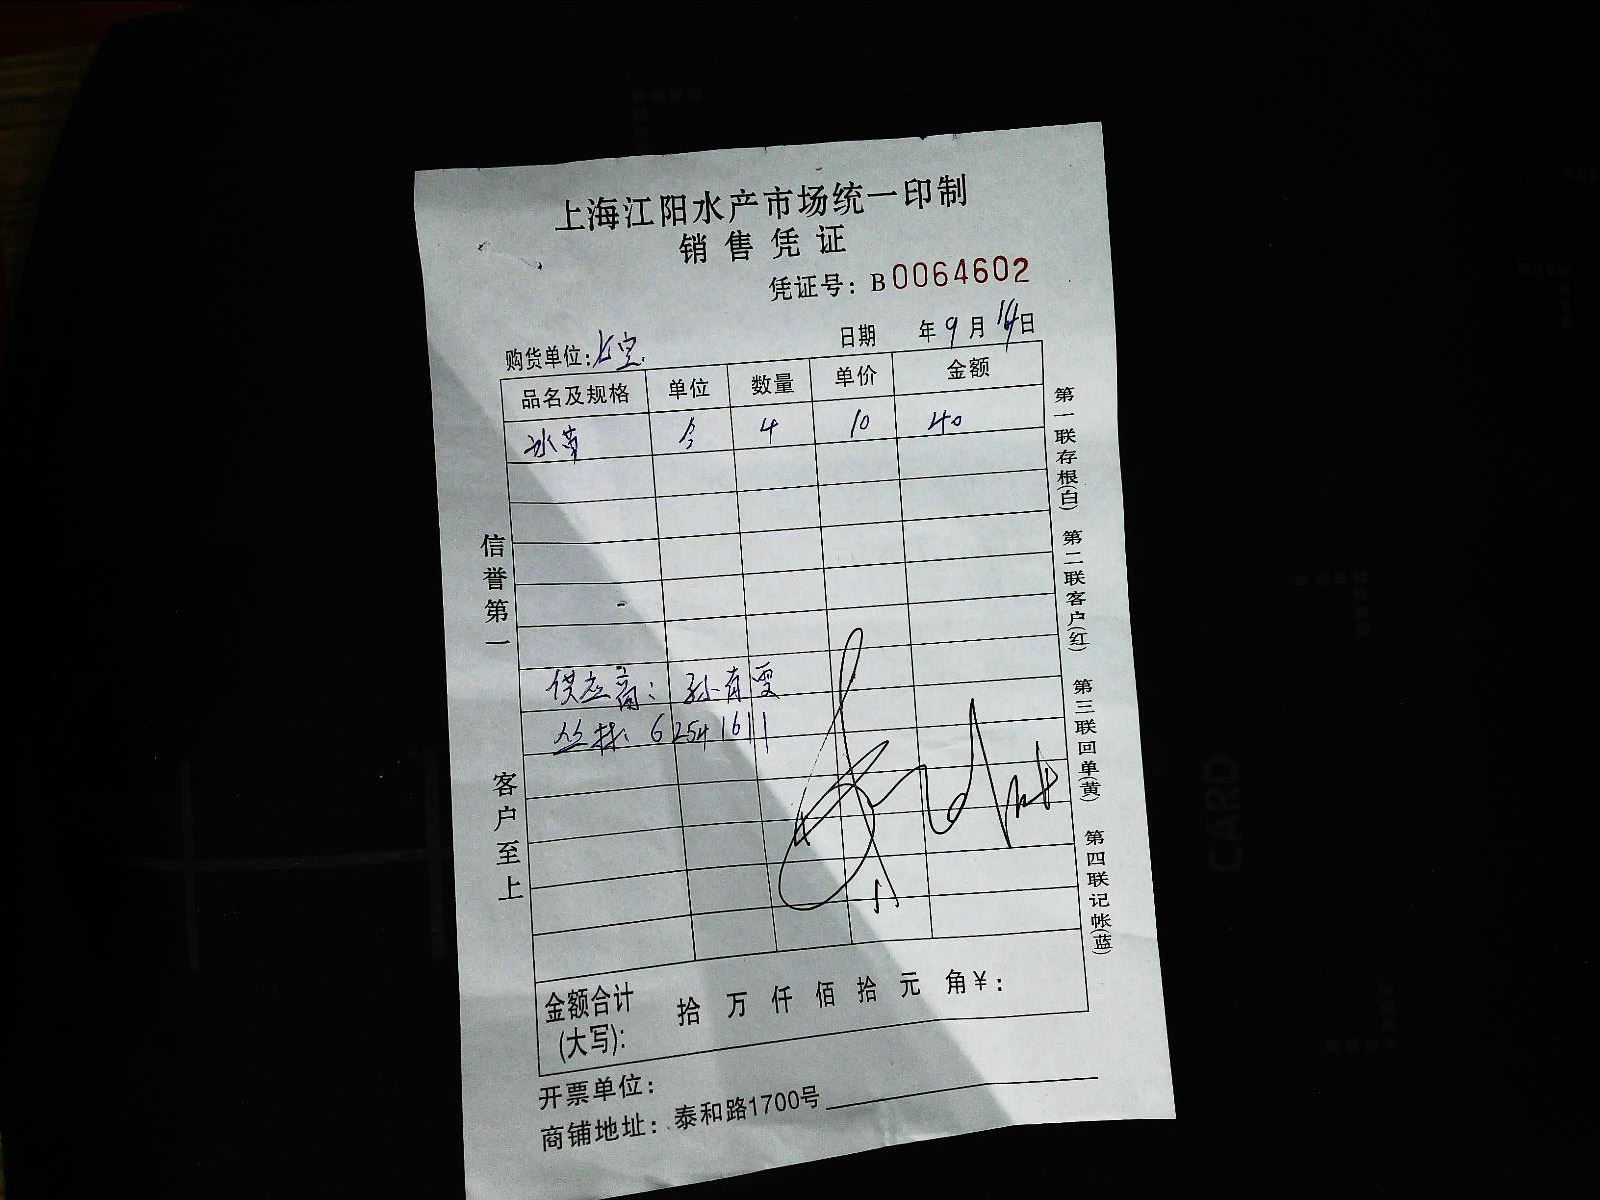 上海江阳水产市场统一印制
销售凭证
凭证号：B0064602
购货单位：长宝 日期 年9月14日
品名及规格 单位 数量 单价 金额
冰 4 10 40
供应商：孙育雯
丛林：62541611
金额合计(大写)： 拾 万 仟 佰 拾 元 角￥：
开票单位：
商铺地址：泰和路1700号
信誉第一
客户至上
第一联存根(白) 第二联客户(红) 第三联回单(黄) 第四联记帐(蓝)
CARD